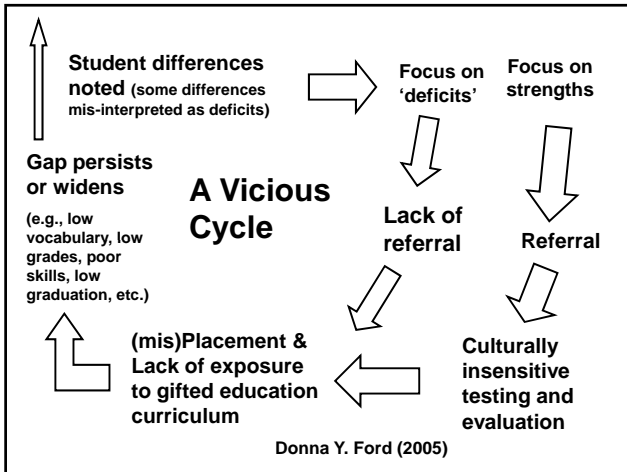 Student differences
noted (some differences
mis-interpreted as deficits)
Focus on
‘deficits’
Focus on
strengths
Gap persists
or widens
(e.g., low
vocabulary, low
grades, poor
skills, low
graduation, etc.)
A Vicious
Cycle
Lack of
referral
Referral
(mis)Placement &
Lack of exposure
to gifted education
curriculum
Culturally
insensitive
testing and
evaluation
Donna Y. Ford (2005)